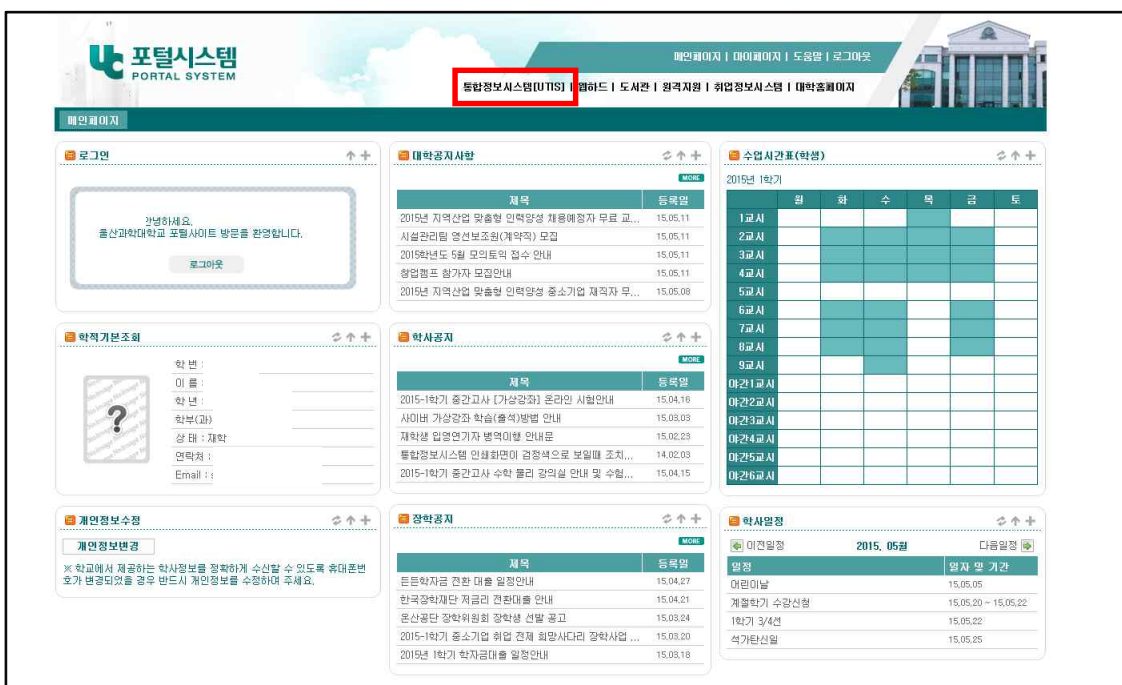 Uc 포털시스템
PORTAL SYSTEM
메인페이지 | 마이페이지 | 도움말 | 로그아웃
통합정보시스템[UTIS] | 웹하드 | 도서관 | 원격지원 | 취업정보시스템 | 대학홈페이지
메인페이지
로그인
안녕하세요.
울산과학대학교 포털사이트 방문를 환영합니다.
로그아웃
대학공지사항
MORE
제목 등록일
2015년 지역산업 맞춤형 인력양성 채용예정자 무료 교... 15.05.11
시설관리팀 영선보조원(계약직) 모집 15.05.11
2015학년도 5월 모의토익 접수 안내 15.05.11
창업캠프 참가자 모집안내 15.05.11
2015년 지역산업 맞춤형 인력양성 중소기업 재직자 무... 15.05.08
수업시간표(학생)
2015년 1학기
월 화 수 목 금 토
1교시
2교시
3교시
4교시
5교시
6교시
7교시
8교시
9교시
야간1교시
야간2교시
야간3교시
야간4교시
야간5교시
야간6교시
학적기본조회
?
학 번 :
이 름 :
학 년 :
학부(과)
상 태 : 재학
연락처 :
Email :
학사공지
MORE
제목 등록일
2015-1학기 중간고사 [가상강좌] 온라인 시험안내 15.04.16
사이버 가상강좌 학습(출석)방법 안내 15.03.03
재학생 입영연기자 병역이행 안내문 15.02.23
통합정보시스템 인쇄화면이 검정색으로 보일때 조치... 14.02.03
2015-1학기 중간고사 수학 물리 강의실 안내 및 수험... 15.04.15
개인정보수정
개인정보변경
※ 학교에서 제공하는 학사정보를 정확하게 수신할 수 있도록 휴대폰번
호가 변경되었을 경우 반드시 개인정보를 수정하여 주세요.
장학공지
MORE
제목 등록일
든든학자금 전환 대출 일정안내 15.04.27
한국장학재단 저금리 전환대출 안내 15.04.21
온산공단 장학위원회 장학생 선발 공고 15.03.24
2015-1학기 중소기업 취업 전제 희망사다리 장학사업 ... 15.03.20
2015년 1학기 학자금대출 일정안내 15.03.18
학사일정
이전일정 2015. 05월 다음일정
일정 일자 및 기간
어린이날 15.05.05
계절학기 수강신청 15.05.20 ~ 15.05.22
1학기 3/4선 15.05.22
석가탄신일 15.05.25